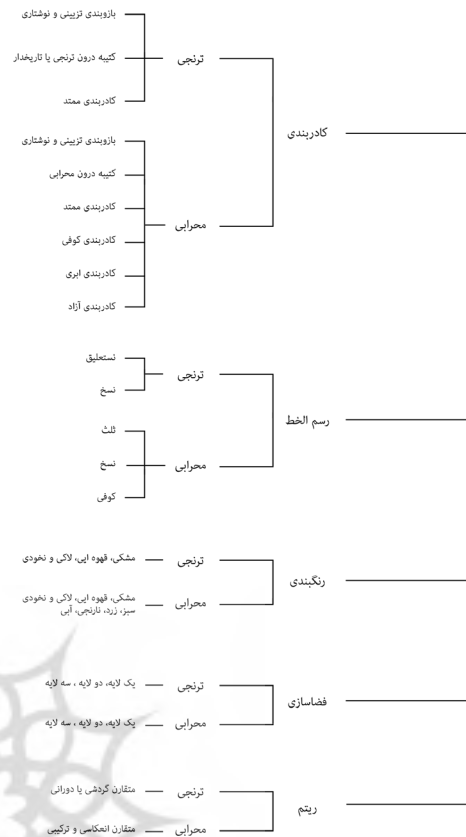 کادربندی
ترنجی
بازوبندی تزیینی و نوشتاری
کتیبه درون ترنجی یا تاریخدار
کادربندی ممتد
محرابی
بازوبندی تزیینی و نوشتاری
کتیبه درون محرابی
کادربندی ممتد
کادربندی کوفی
کادربندی ابری
کادربندی آزاد
رسم الخط
ترنجی
نستعلیق
نسخ
محرابی
ثلث
نسخ
کوفی
رنگبندی
ترنجی
مشکی، قهوه ایی، لاکی و نخودی
محرابی
مشکی، قهوه ایی، لاکی و نخودی
سبز، زرد، نارنجی، آبی
فضاسازی
ترنجی
یک لایه، دو لایه ، سه لایه
محرابی
یک لایه، دو لایه ، سه لایه
ریتم
ترنجی
متقارن گردشی یا دورانی
محرابی
متقارن انعکاسی و ترکیبی